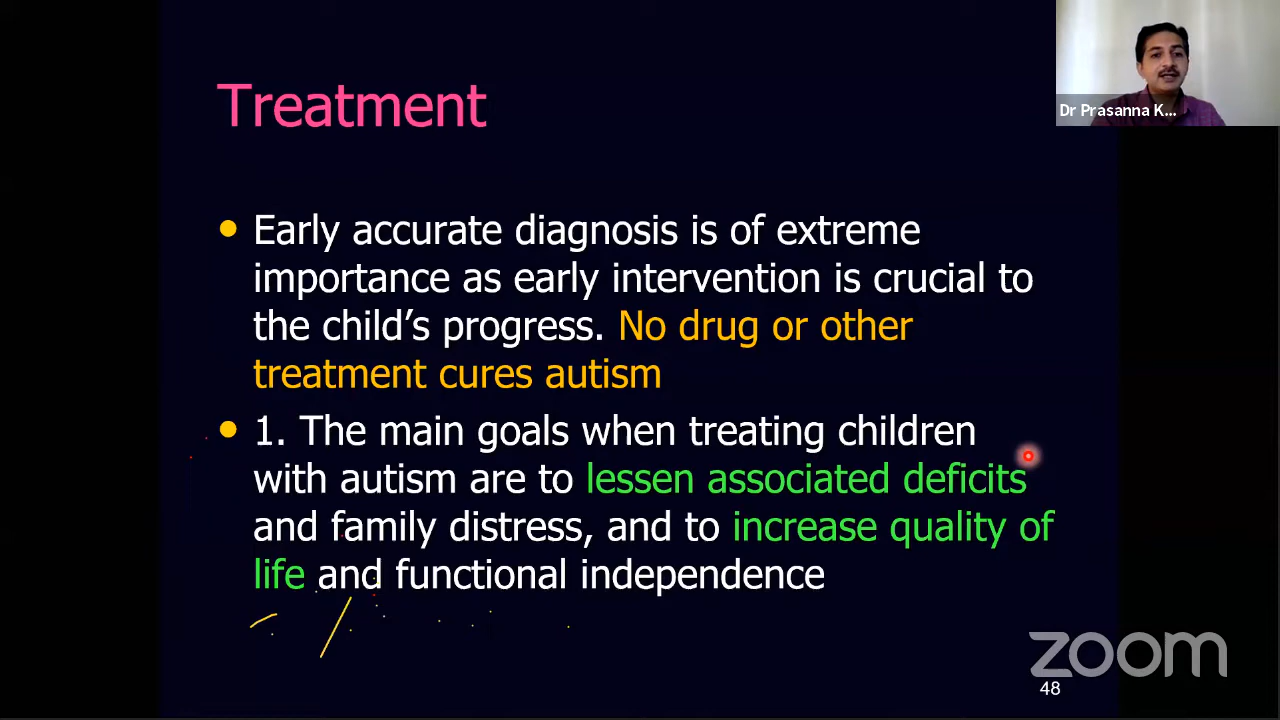 Dr Prasanna K...
Treatment
• Early accurate diagnosis is of extreme
importance as early intervention is crucial to
the child’s progress. No drug or other
treatment cures autism
• 1. The main goals when treating children
with autism are to lessen associated deficits
and family distress, and to increase quality of
life and functional independence
zoom
48